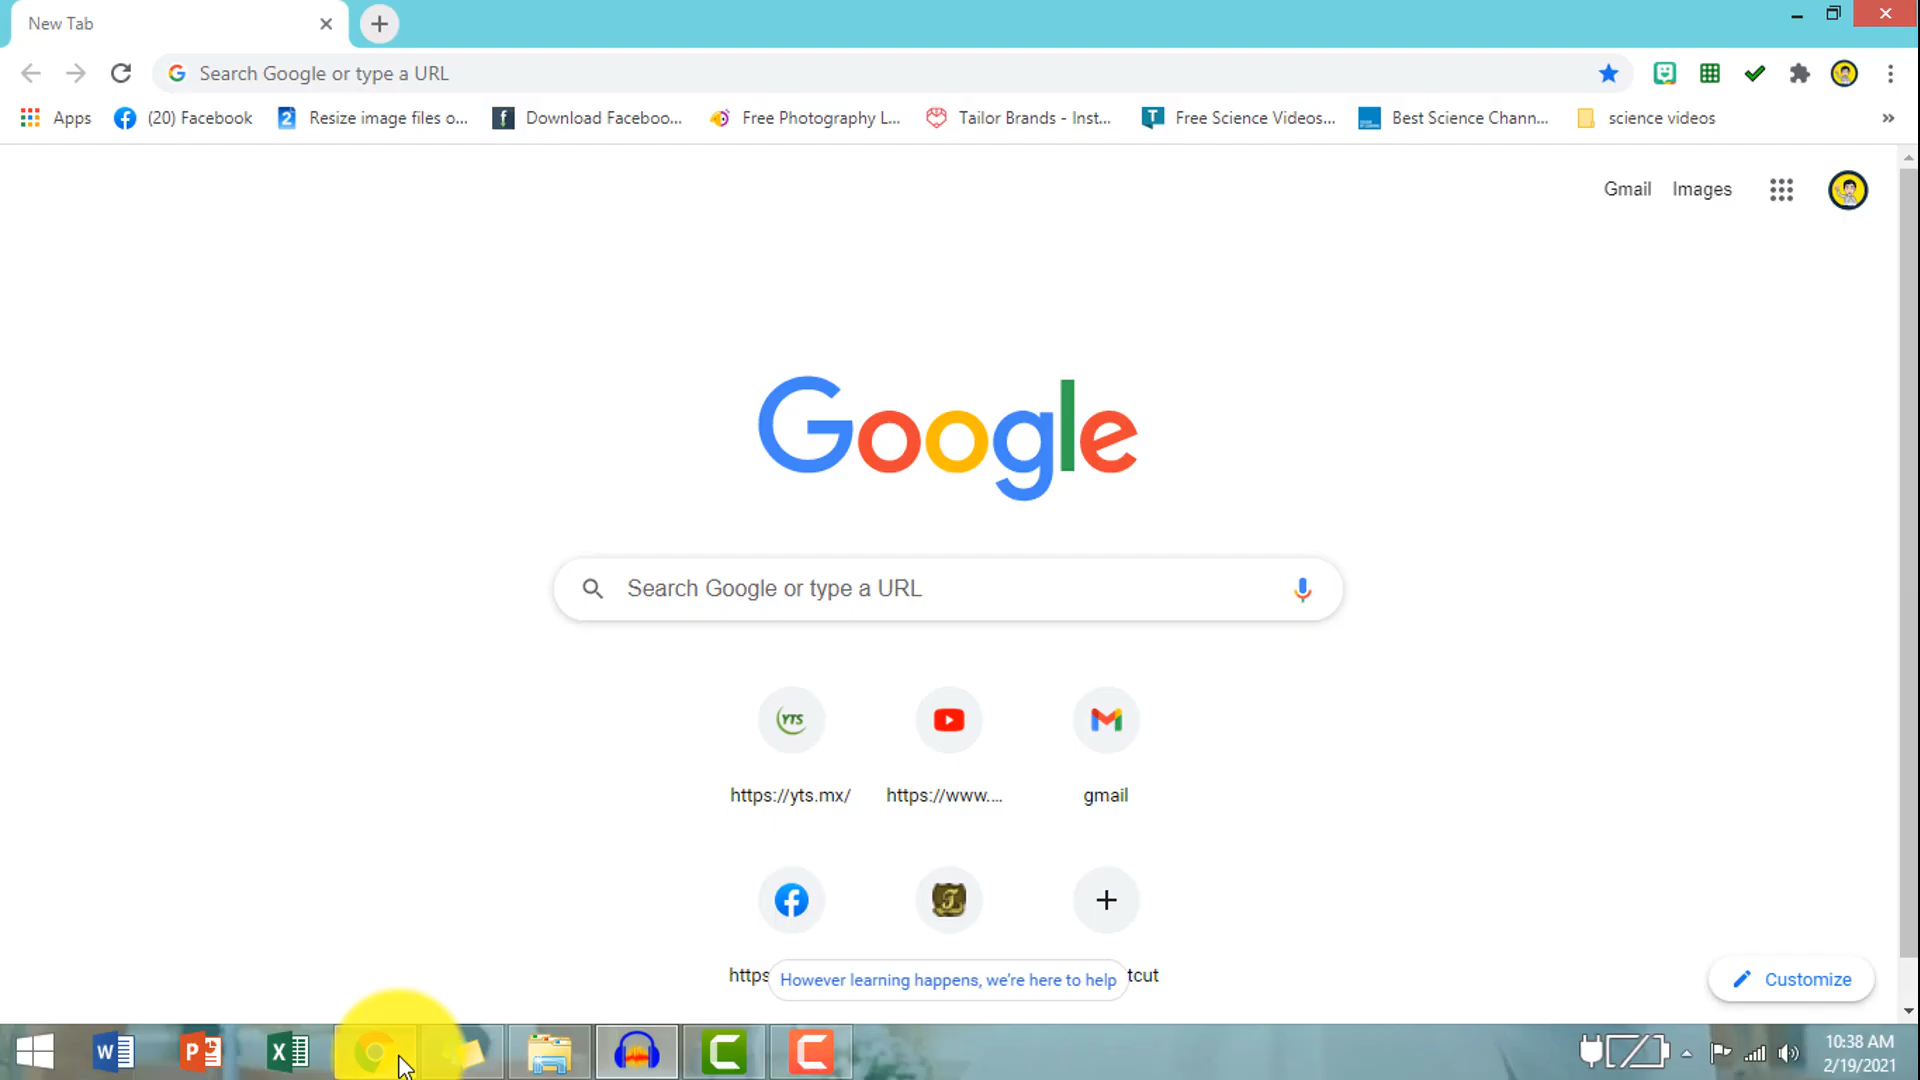 New Tab
Search Google or type a URL
Apps
(20) Facebook
2
Resize image files o...
f
Download Faceboo...
Free Photography L...
Tailor Brands - Inst...
T
Free Science Videos...
Best Science Chann...
science videos
»
Gmail
Images
Google
Search Google or type a URL
YTS
https://yts.mx/
https://www....
gmail
https
However learning happens, we're here to help
tcut
Customize
W
P
X
C
C
10:38 AM
2/19/2021